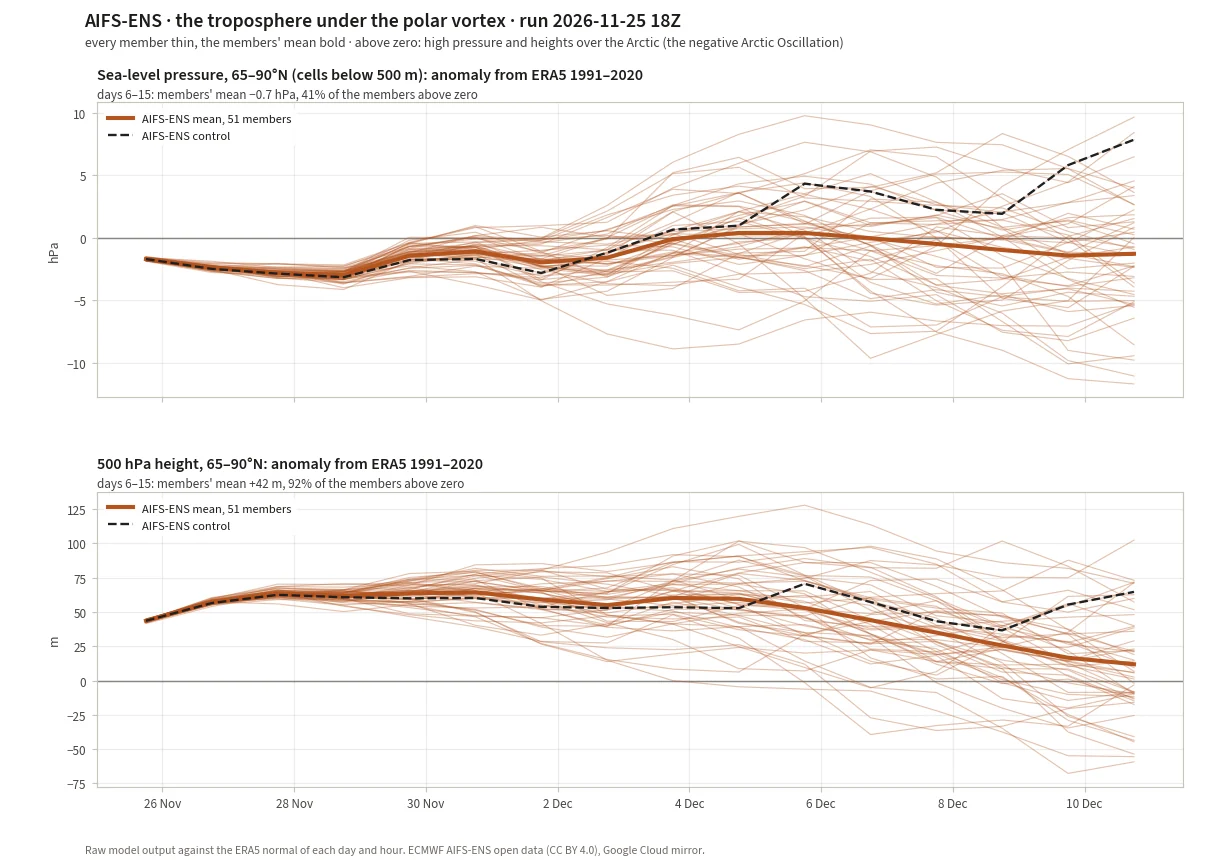 AIFS-ENS · the troposphere under the polar vortex · run 2026-11-25 18Z
every member thin, the members' mean bold · above zero: high pressure and heights over the Arctic (the negative Arctic Oscillation)
Sea-level pressure, 65–90°N (cells below 500 m): anomaly from ERA5 1991–2020
days 6–15: members' mean −0.7 hPa, 41% of the members above zero
AIFS-ENS mean, 51 members
AIFS-ENS control
10
5
0
−5
−10
hPa
500 hPa height, 65–90°N: anomaly from ERA5 1991–2020
days 6–15: members' mean +42 m, 92% of the members above zero
AIFS-ENS mean, 51 members
AIFS-ENS control
125
100
75
50
25
0
−25
−50
−75
m
26 Nov
28 Nov
30 Nov
2 Dec
4 Dec
6 Dec
8 Dec
10 Dec
Raw model output against the ERA5 normal of each day and hour. ECMWF AIFS-ENS open data (CC BY 4.0), Google Cloud mirror.